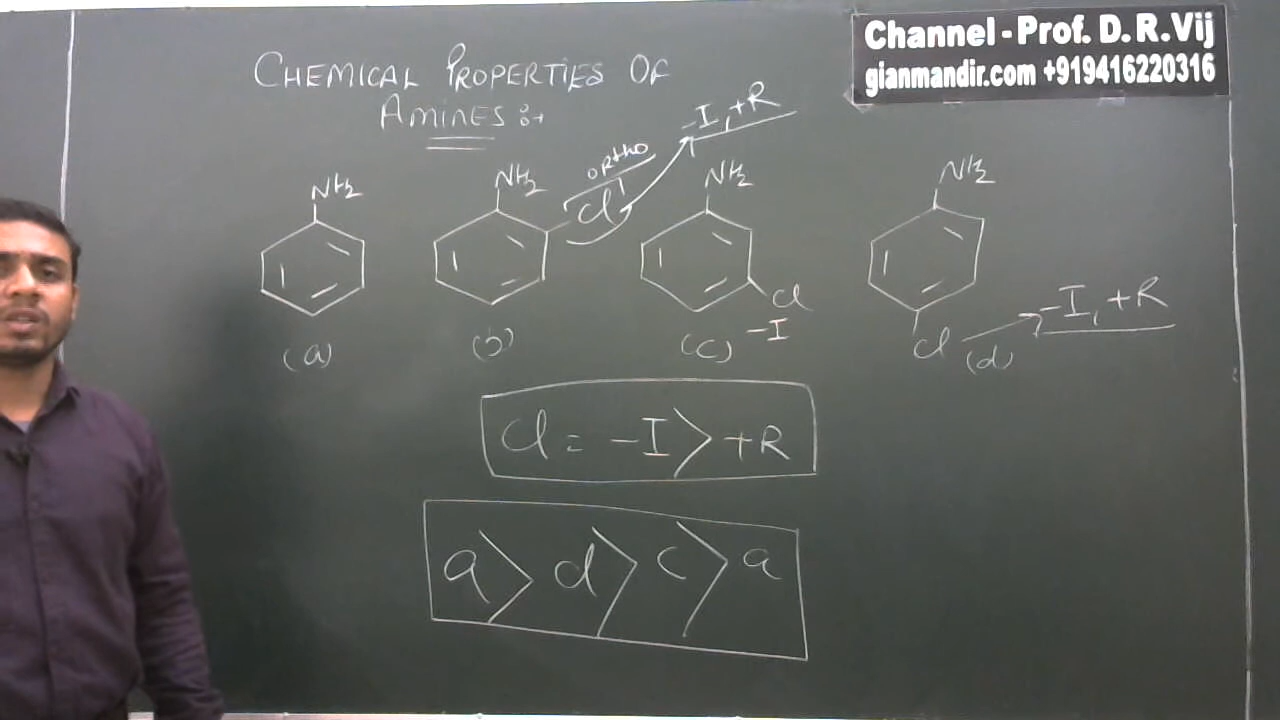 Channel - Prof. D.R.Vij
gianmandir.com +919416220316
CHEMICAL PROPERTIES OF
AMINES :+
-I, +R
ORTHO
NH2
NH2
Cl
NH2
NH2
Cl
-I
Cl
-I, +R
(a)
(b)
(c)
(d)
Cl = -I > +R
a > d > c > a